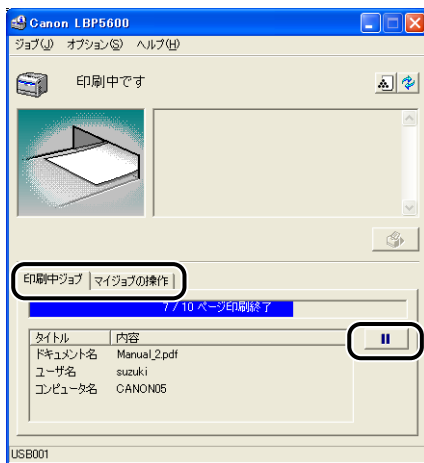 Canon LBP5600
ジョブ(J) オプション(S) ヘルプ(H)
印刷中です
印刷中ジョブ マイジョブの操作
7 / 10 ページ印刷終了
タイトル 内容
ドキュメント名 Manual_2.pdf
ユーザ名 suzuki
コンピュータ名 CANON05
USB001